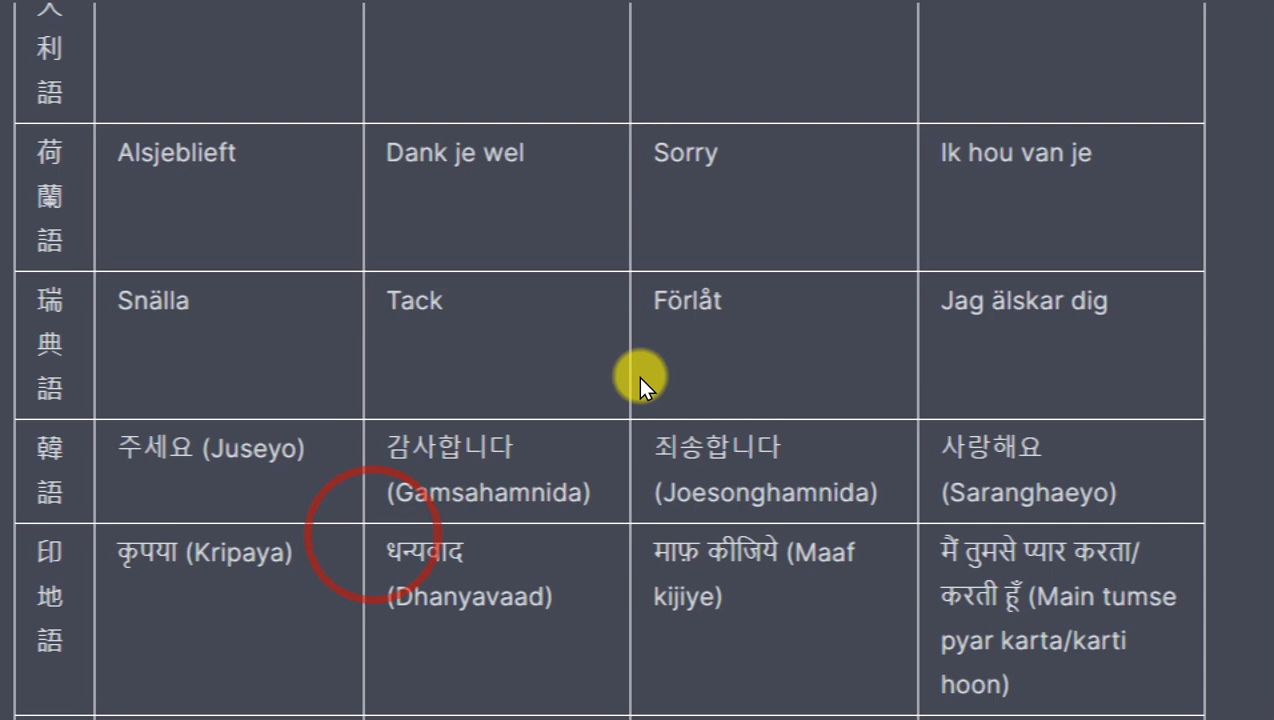 大
利
語
荷
蘭
語
Alsjeblieft
Dank je wel
Sorry
Ik hou van je
瑞
典
語
Snälla
Tack
Förlåt
Jag älskar dig
韓
語
주세요 (Juseyo)
감사합니다
(Gamsahamnida)
죄송합니다
(Joesonghamnida)
사랑해요
(Saranghaeyo)
印
地
語
कृपया (Kripaya)
धन्यवाद
(Dhanyavaad)
माफ़ कीजिये (Maaf
kijiye)
मैं तुमसे प्यार करता/
करती हूँ (Main tumse
pyar karta/karti
hoon)